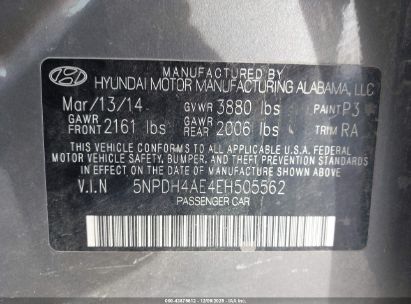 MANUFACTURED BY
HYUNDAI MOTOR MANUFACTURING ALABAMA, LLC
Mar/13/14 GVWR 3880 lbs PAINT P3
GAWR FRONT 2161 lbs GAWR REAR 2006 lbs TRIM RA
THIS VEHICLE CONFORMS TO ALL APPLICABLE U.S.A. FEDERAL
MOTOR VEHICLE SAFETY, BUMPER, AND THEFT PREVENTION STANDARDS
IN EFFECT ON THE DATE OF MANUFACTURE SHOWN ABOVE.
V.I.N 5NPDH4AE4EH505562
PASSENGER CAR